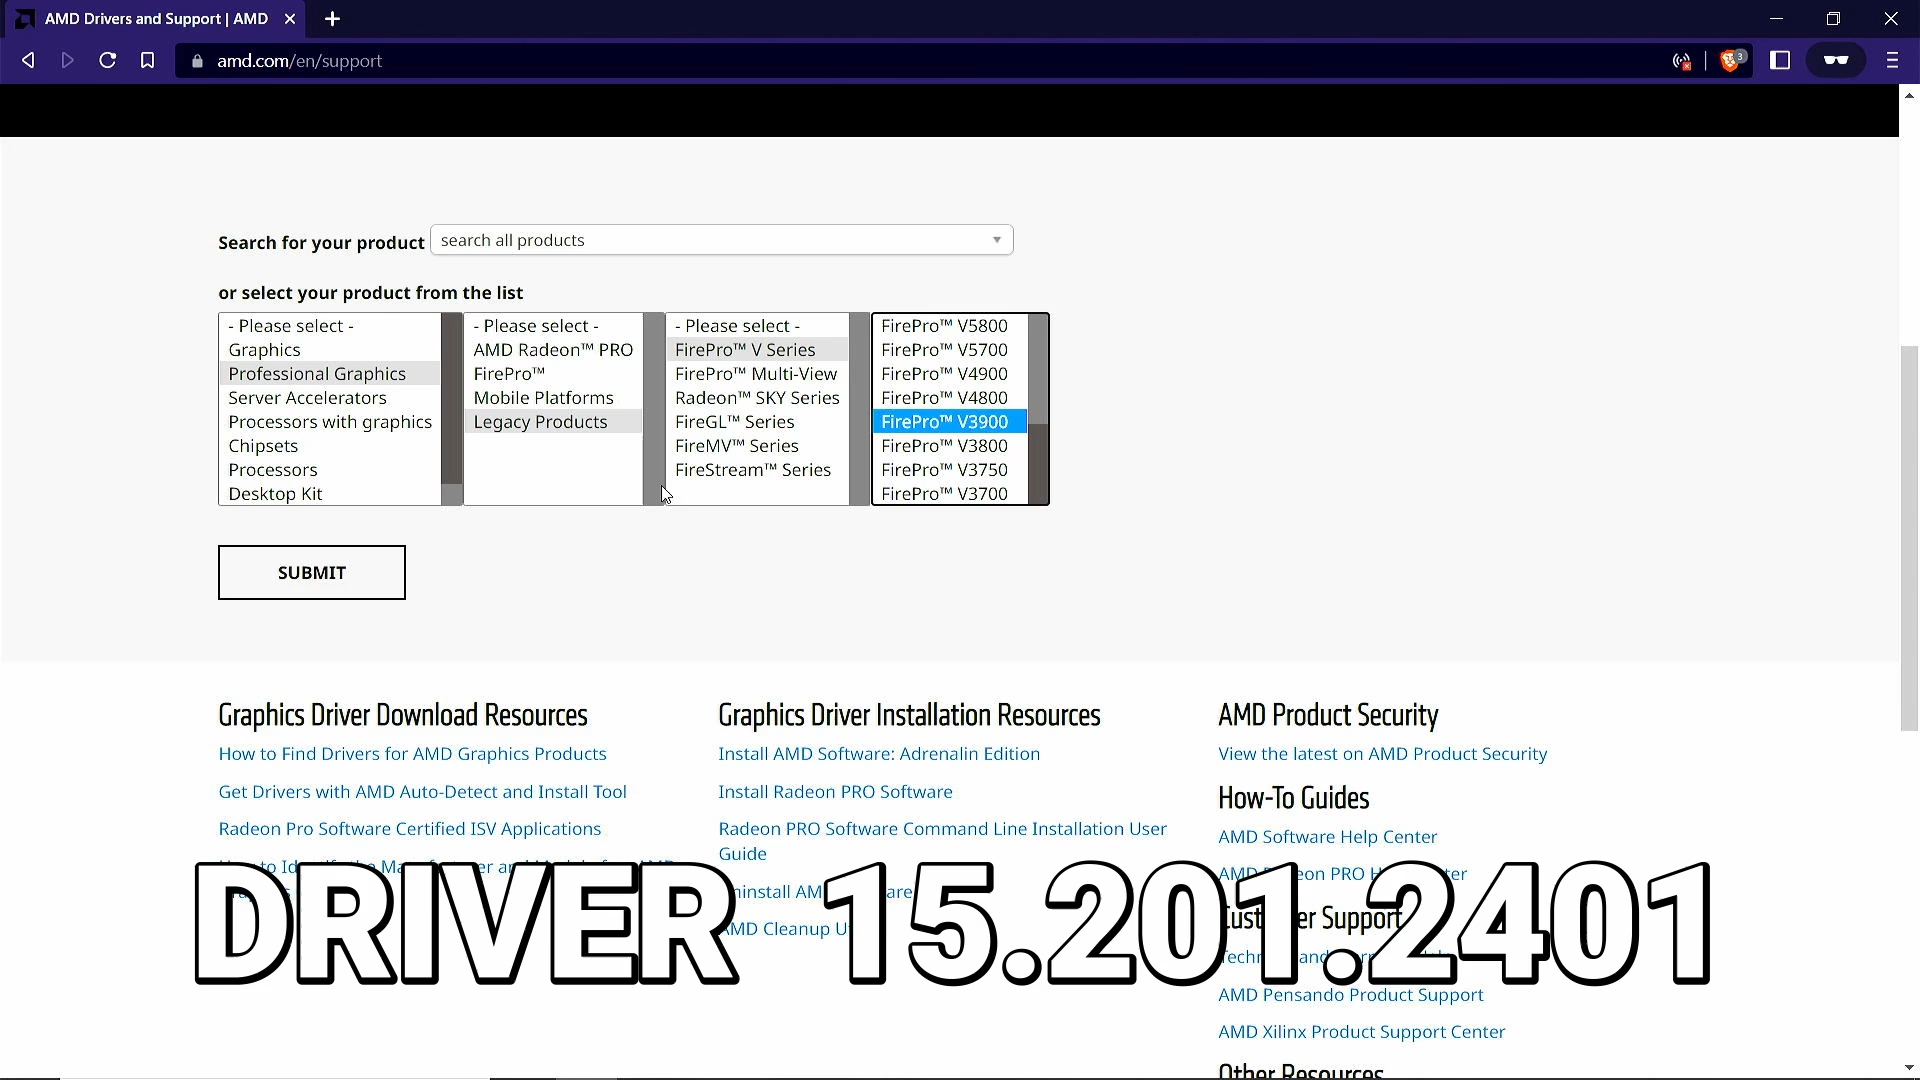 AMD Drivers and Support | AMD
amd.com/en/support
3
Search for your product
search all products
or select your product from the list
- Please select -
Graphics
Professional Graphics
Server Accelerators
Processors with graphics
Chipsets
Processors
Desktop Kit
- Please select -
AMD Radeon™ PRO
FirePro™
Mobile Platforms
Legacy Products
- Please select -
FirePro™ V Series
FirePro™ Multi-View
Radeon™ SKY Series
FireGL™ Series
FireMV™ Series
FireStream™ Series
FirePro™ V5800
FirePro™ V5700
FirePro™ V4900
FirePro™ V4800
FirePro™ V3900
FirePro™ V3800
FirePro™ V3750
FirePro™ V3700
SUBMIT
Graphics Driver Download Resources
How to Find Drivers for AMD Graphics Products
Get Drivers with AMD Auto-Detect and Install Tool
Radeon Pro Software Certified ISV Applications
Graphics Driver Installation Resources
Install AMD Software: Adrenalin Edition
Install Radeon PRO Software
Radeon PRO Software Command Line Installation User
Guide
AMD Cleanup
AMD Product Security
View the latest on AMD Product Security
How-To Guides
AMD Software Help Center
Customer Support
AMD Pensando Product Support
AMD Xilinx Product Support Center
Other Resources
DRIVER 15.201.2401